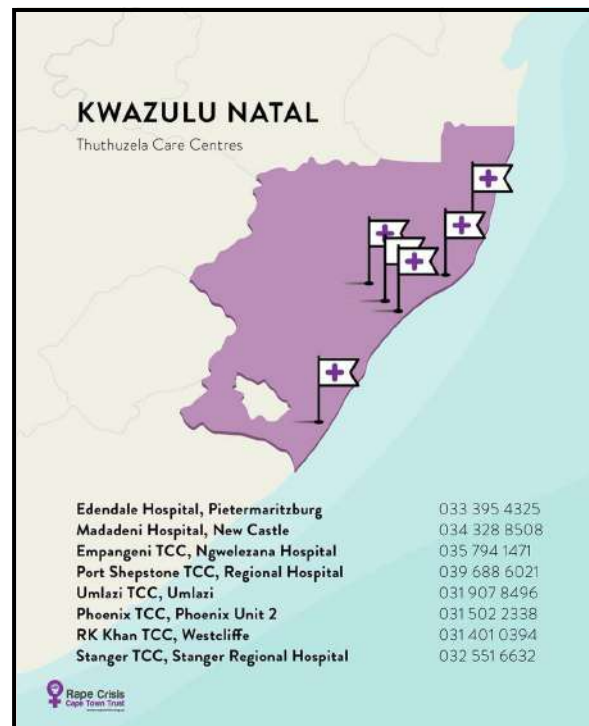 KWAZULU NATAL
Thuthuzela Care Centres
Edendale Hospital, Pietermaritzburg 033 395 4325
Madadeni Hospital, New Castle 034 328 8508
Empangeni TCC, Ngwelezana Hospital 035 794 1471
Port Shepstone TCC, Regional Hospital 039 688 6021
Umlazi TCC, Umlazi 031 907 8496
Phoenix TCC, Phoenix Unit 2 031 502 2338
RK Khan TCC, Westcliffe 031 401 0394
Stanger TCC, Stanger Regional Hospital 032 551 6632
Rape Crisis
Cape Town Trust